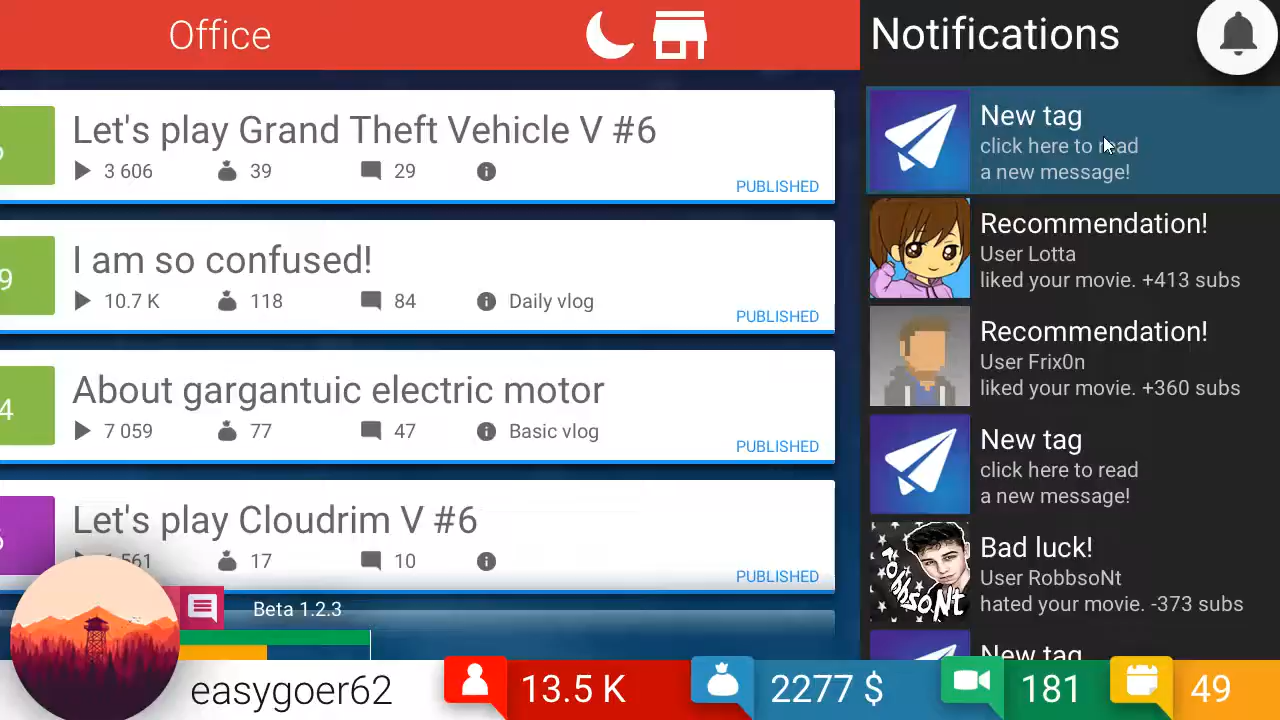 Office
Notifications
Let's play Grand Theft Vehicle V #6
3 606 39 29
PUBLISHED
9
I am so confused!
10.7 K 118 84 Daily vlog
PUBLISHED
4
About gargantuic electric motor
7 059 77 47 Basic vlog
PUBLISHED
Let's play Cloudrim V #6
561 17 10
PUBLISHED
Beta 1.2.3
New tag
click here to read
a new message!
Recommendation!
User Lotta
liked your movie. +413 subs
Recommendation!
User Frix0n
liked your movie. +360 subs
New tag
click here to read
a new message!
RobbsoNt
Bad luck!
User RobbsoNt
hated your movie. -373 subs
New tag
easygoer62
13.5 K
2277 $
181
49